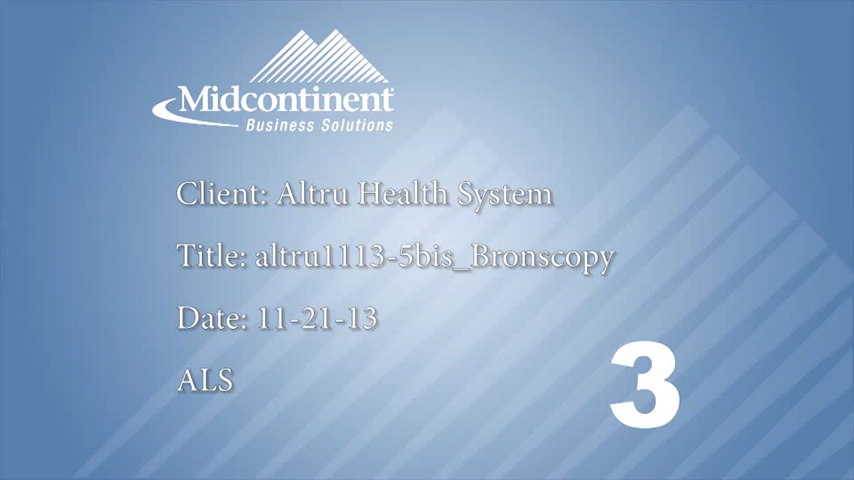 Midcontinent
Business Solutions
Client: Altru Health System
Title: altru1113-5bis_Bronscopy
Date: 11-21-13
ALS
3